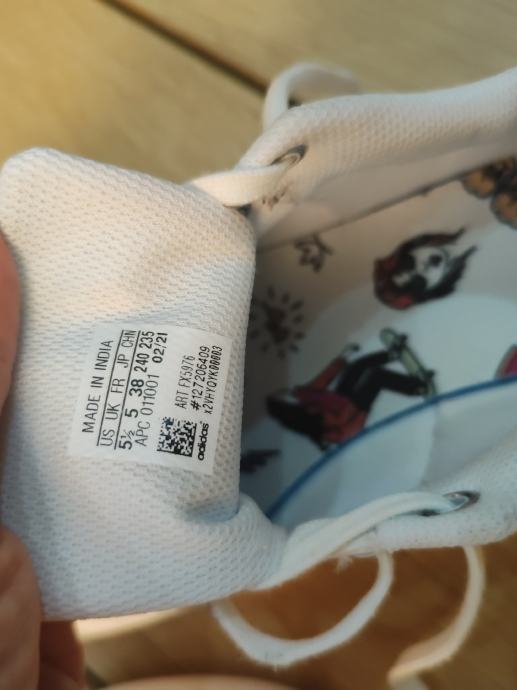 MADE IN INDIA
US UK FR JP CHN
5½ 5 38 240 235
APC 011001 02/21
ART FX5976
#127206409
x2VH7Q1K00003
adidas